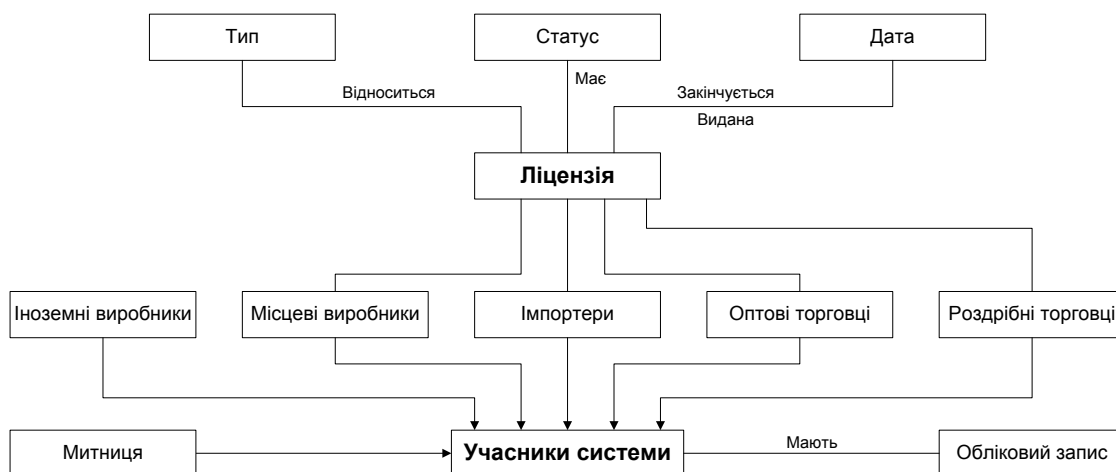 Тип
Статус
Дата
Має
Відноситься
Закінчується
Видана
Ліцензія
Іноземні виробники
Місцеві виробники
Імпортери
Оптові торговці
Роздрібні торговці
Митниця
Учасники системи
Мають
Обліковий запис